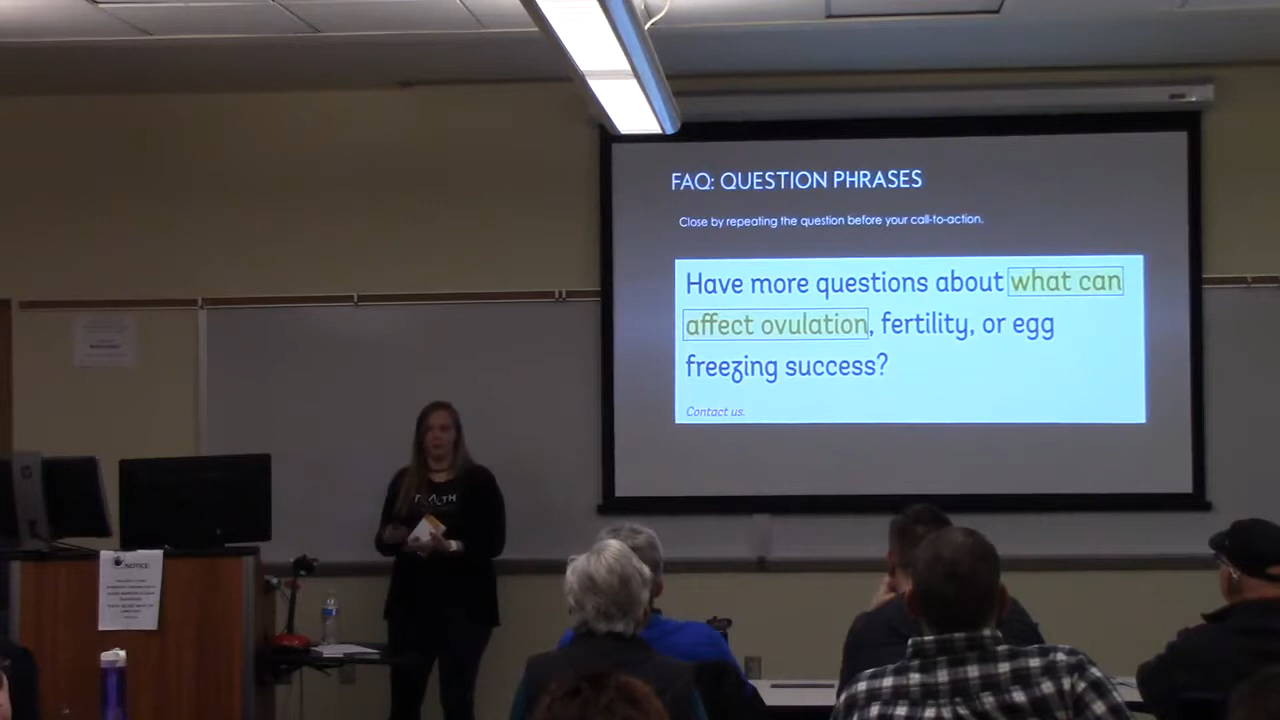 FAQ: QUESTION PHRASES
Close by repeating the question before your call-to-action.
Have more questions about what can
affect ovulation, fertility, or egg
freezing success?
Contact us.
NOTICE: